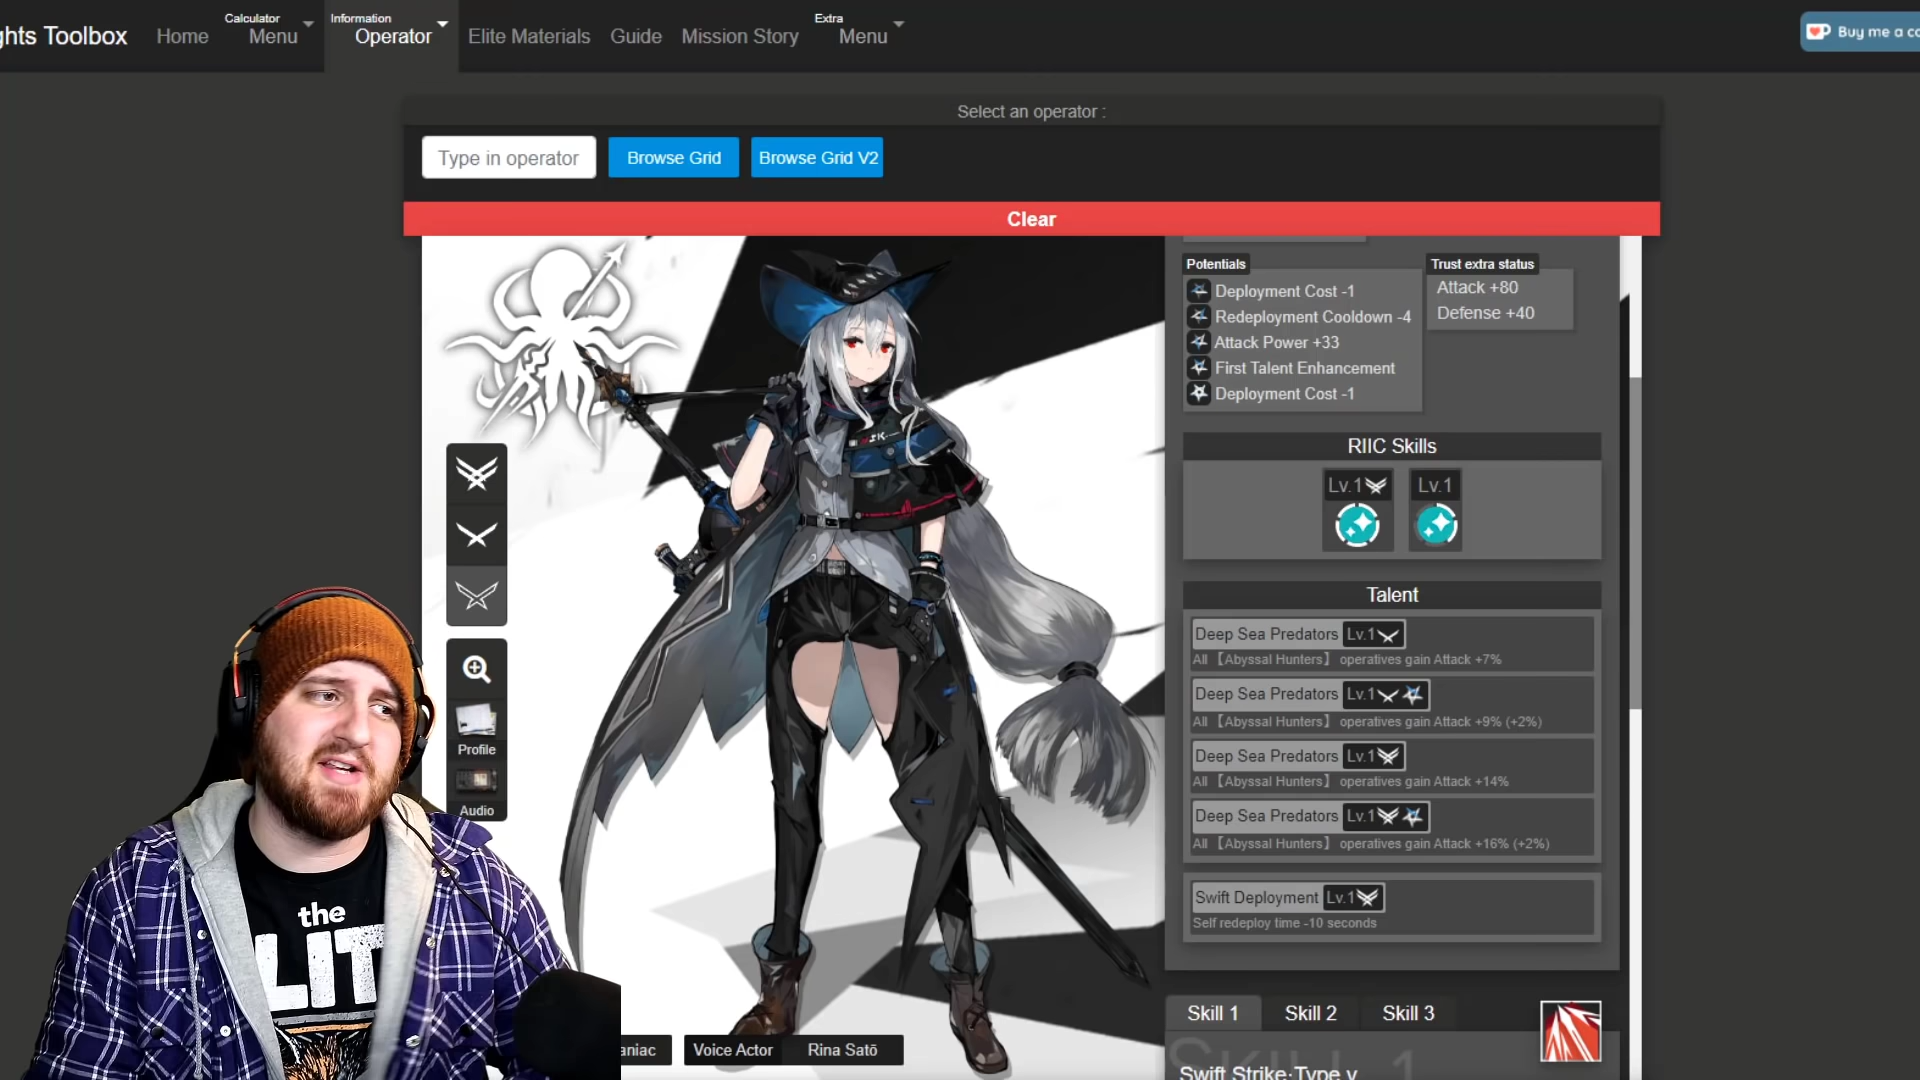 ghts Toolbox
Home
Calculator
Menu
Information
Operator
Elite Materials
Guide
Mission Story
Extra
Menu
Buy me a co
Select an operator :
Type in operator
Browse Grid
Browse Grid V2
Clear
Potentials
Deployment Cost -1
Redeployment Cooldown -4
Attack Power +33
First Talent Enhancement
Deployment Cost -1
Trust extra status
Attack +80
Defense +40
RIIC Skills
Lv.1
Lv.1
Talent
Deep Sea Predators Lv.1
All 【Abyssal Hunters】 operatives gain Attack +7%
Deep Sea Predators Lv.1
All 【Abyssal Hunters】 operatives gain Attack +9% (+2%)
Deep Sea Predators Lv.1
All 【Abyssal Hunters】 operatives gain Attack +14%
Deep Sea Predators Lv.1
All 【Abyssal Hunters】 operatives gain Attack +16% (+2%)
Swift Deployment Lv.1
Self redeploy time -10 seconds
Profile
Audio
the
LIT
aniac
Voice Actor
Rina Satō
Skill 1
Skill 2
Skill 3
Swift Strike·Type γ